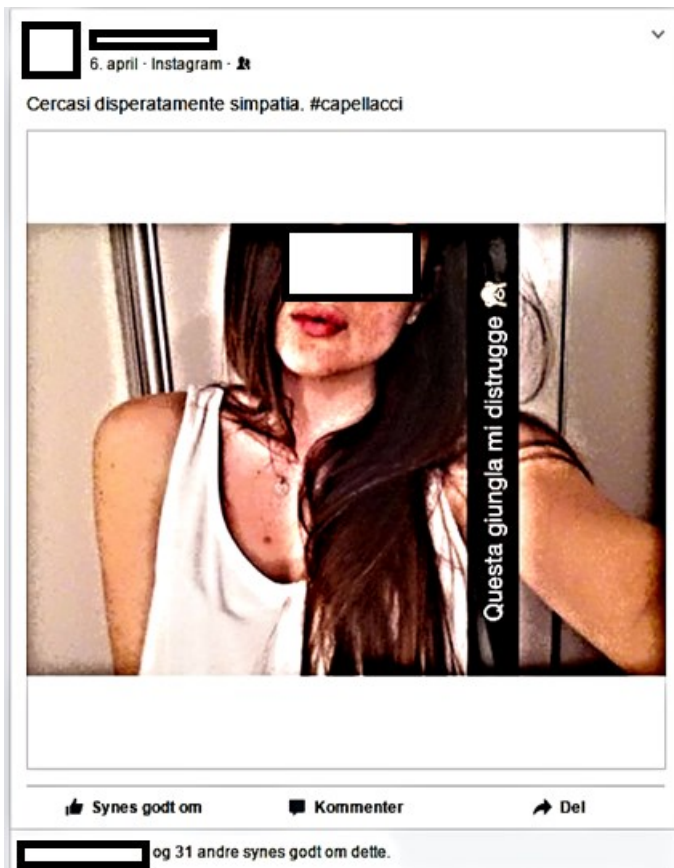 6. april · Instagram ·
Cercasi disperatamente simpatia. #capellacci
Questa giungla mi distrugge 🙊
Synes godt om
Kommenter
Del
og 31 andre synes godt om dette.